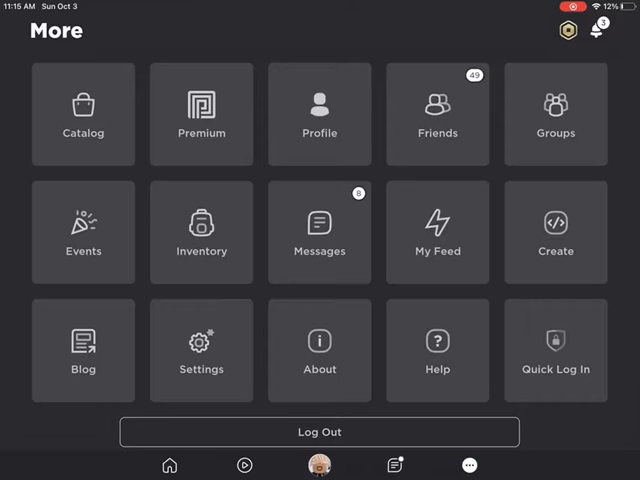 11:15 AM Sun Oct 3 12%
More
3
49
Catalog Premium Profile Friends Groups
8
Events Inventory Messages My Feed Create
Blog Settings About Help Quick Log In
Log Out